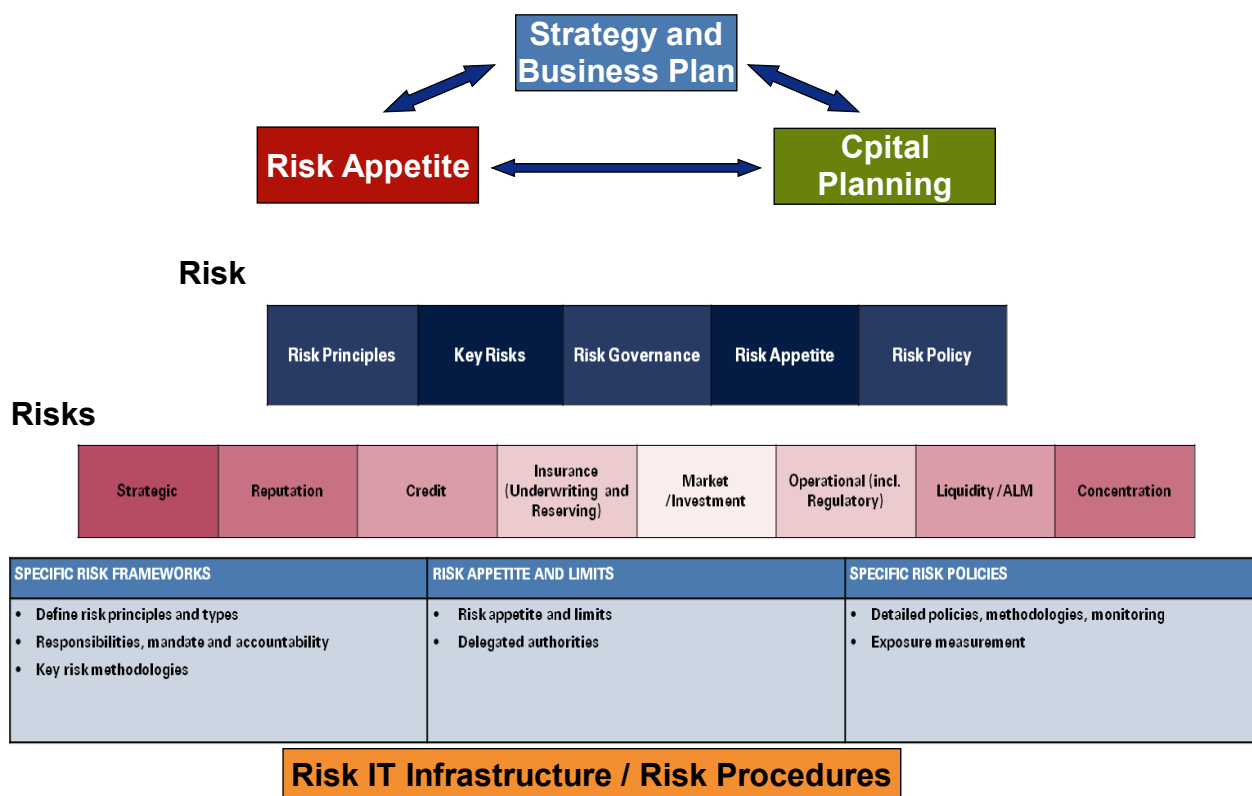 Strategy and
Business Plan
Risk Appetite
Cpital
Planning
Risk
Risk Principles
Key Risks
Risk Governance
Risk Appetite
Risk Policy
Risks
Strategic
Reputation
Credit
Insurance
(Underwriting and
Reserving)
Market
/Investment
Operational (incl.
Regulatory)
Liquidity /ALM
Concentration
SPECIFIC RISK FRAMEWORKS
• Define risk principles and types
• Responsibilities, mandate and accountability
• Key risk methodologies
RISK APPETITE AND LIMITS
• Risk appetite and limits
• Delegated authorities
SPECIFIC RISK POLICIES
• Detailed policies, methodologies, monitoring
• Exposure measurement
Risk IT Infrastructure / Risk Procedures